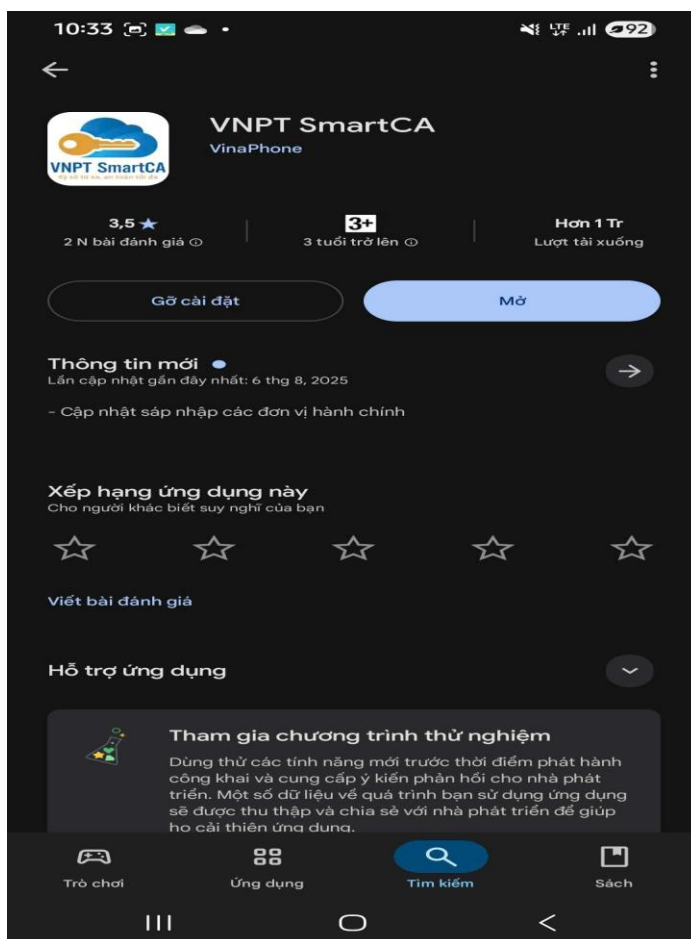 10:33
LTE
92
VNPT SmartCA
VinaPhone
VNPT SmartCA
3,5 ★
2 N bài đánh giá
3+
3 tuổi trở lên
Hơn 1 Tr
Lượt tải xuống
Gỡ cài đặt
Mở
Thông tin mới
Lần cập nhật gần đây nhất: 6 thg 8, 2025
- Cập nhật sáp nhập các đơn vị hành chính
Xếp hạng ứng dụng này
Cho người khác biết suy nghĩ của bạn
Viết bài đánh giá
Hỗ trợ ứng dụng
Tham gia chương trình thử nghiệm
Dùng thử các tính năng mới trước thời điểm phát hành
công khai và cung cấp ý kiến phản hồi cho nhà phát
triển. Một số dữ liệu về quá trình bạn sử dụng ứng dụng
sẽ được thu thập và chia sẻ với nhà phát triển để giúp
họ cải thiện ứng dụng.
Trò chơi
Ứng dụng
Tìm kiếm
Sách